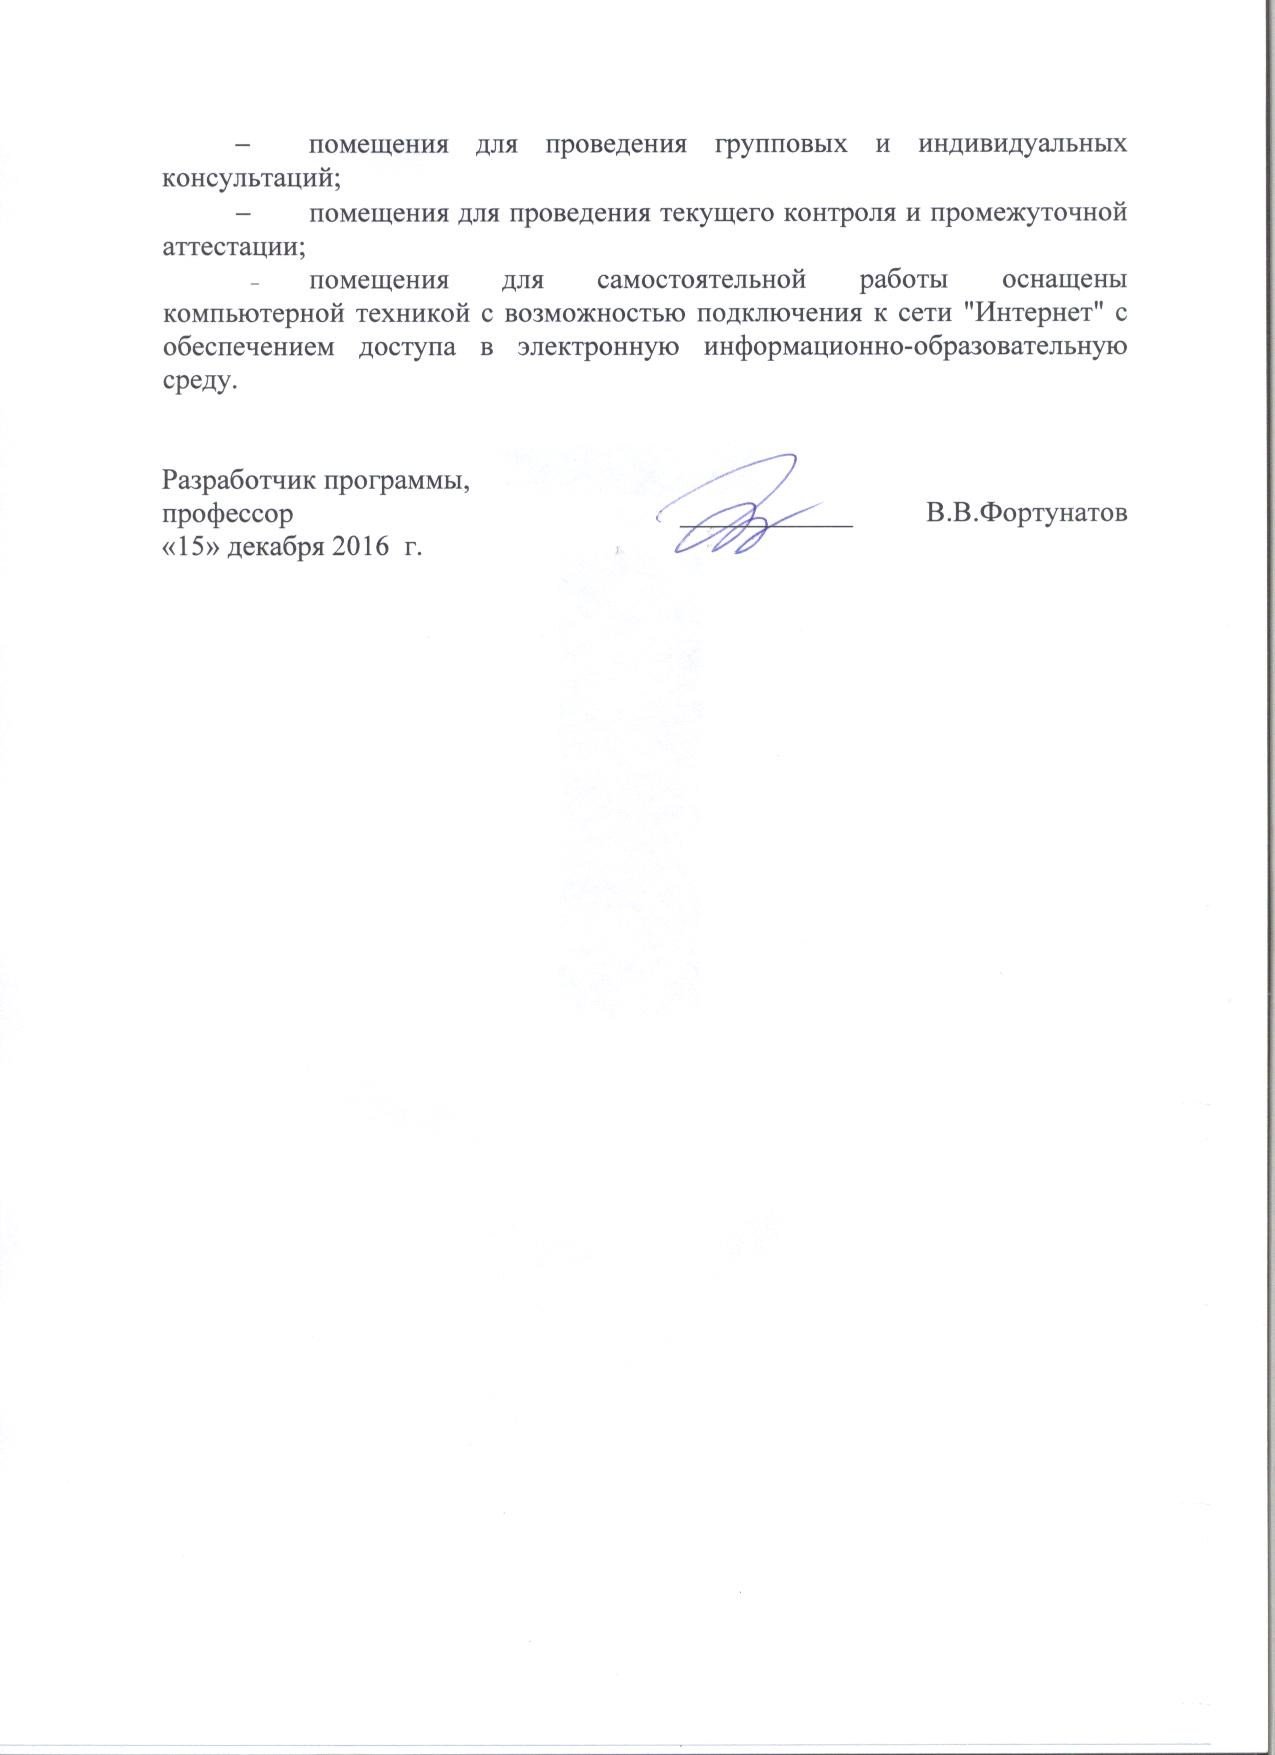 – помещения для проведения групповых и индивидуальных
консультаций;
– помещения для проведения текущего контроля и промежуточной
аттестации;
- помещения для самостоятельной работы оснащены
компьютерной техникой с возможностью подключения к сети "Интернет" с
обеспечением доступа в электронную информационно-образовательную
среду.
Разработчик программы,
профессор ____________ В.В.Фортунатов
«15» декабря 2016 г.